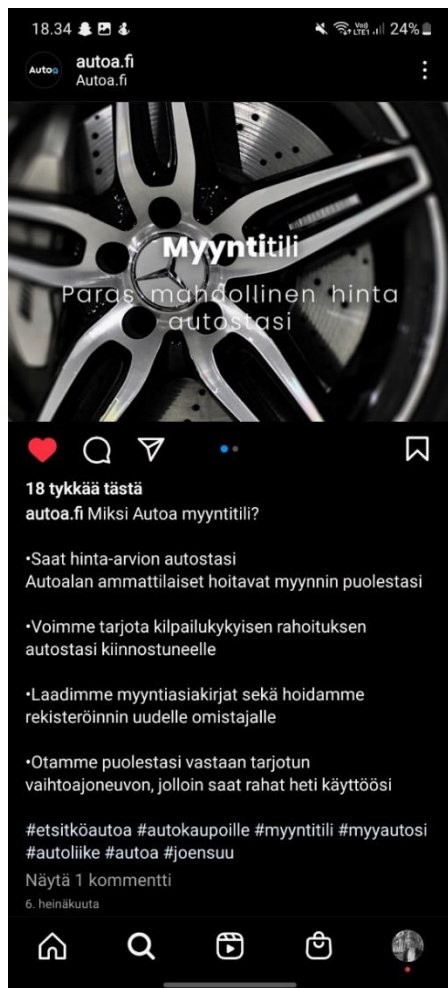 18.34
Vo))
LTE1
24%
Autoa
autoa.fi
Autoa.fi
Myyntitili
Paras mahdollinen hinta
autostasi
18 tykkää tästä
autoa.fi Miksi Autoa myyntitili?
•Saat hinta-arvion autostasi
Autoalan ammattilaiset hoitavat myynnin puolestasi
•Voimme tarjota kilpailukykyisen rahoituksen
autostasi kiinnostuneelle
•Laadimme myyntiasiakirjat sekä hoidamme
rekisteröinnin uudelle omistajalle
•Otamme puolestasi vastaan tarjotun
vaihtoajoneuvon, jolloin saat rahat heti käyttöösi
#etsitköautoa #autokaupoille #myyntitili #myyautosi
#autoliike #autoa #joensuu
Näytä 1 kommentti
6. heinäkuuta